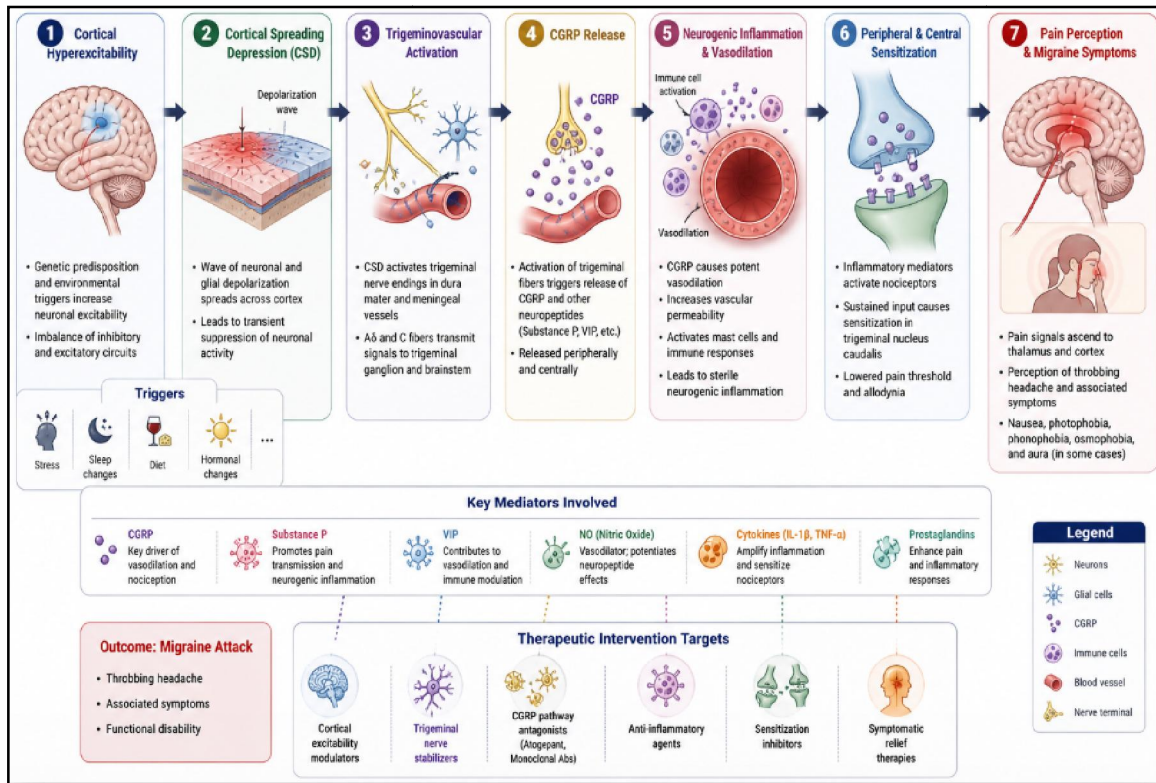 1 Cortical
Hyperexcitability
• Genetic predisposition
and environmental
triggers increase
neuronal excitability
• Imbalance of inhibitory
and excitatory circuits
2 Cortical Spreading
Depression (CSD)
Depolarization
wave
• Wave of neuronal and
glial depolarization
spreads across cortex
• Leads to transient
suppression of neuronal
activity
3 Trigeminovascular
Activation
• CSD activates trigeminal
nerve endings in dura
mater and meningeal
vessels
• Aδ and C fibers transmit
signals to trigeminal
ganglion and brainstem
4 CGRP Release
CGRP
• Activation of trigeminal
fibers triggers release of
CGRP and other
neuropeptides
(Substance P, VIP, etc.)
• Released peripherally
and centrally
5 Neurogenic Inflammation
& Vasodilation
Immune cell
activation
Vasodilation
• CGRP causes potent
vasodilation
• Increases vascular
permeability
• Activates mast cells and
immune responses
• Leads to sterile
neurogenic inflammation
6 Peripheral & Central
Sensitization
• Inflammatory mediators
activate nociceptors
• Sustained input causes
sensitization in
trigeminal nucleus
caudalis
• Lowered pain threshold
and allodynia
7 Pain Perception
& Migraine Symptoms
• Pain signals ascend to
thalamus and cortex
• Perception of throbbing
headache and associated
symptoms
• Nausea, photophobia,
phonophobia, osmophobia,
and aura (in some cases)
Triggers
Stress
Sleep
changes
Diet
Hormonal
changes
...
Key Mediators Involved
CGRP
Key driver of
vasodilation and
nociception
Substance P
Promotes pain
transmission and
neurogenic inflammation
VIP
Contributes to
vasodilation and
immune modulation
NO (Nitric Oxide)
Vasodilator; potentiates
neuropeptide
effects
Cytokines (IL-1β, TNF-α)
Amplify inflammation
and sensitize
nociceptors
Prostaglandins
Enhance pain
and inflammatory
responses
Legend
Neurons
Glial cells
CGRP
Immune cells
Blood vessel
Nerve terminal
Outcome: Migraine Attack
• Throbbing headache
• Associated symptoms
• Functional disability
Therapeutic Intervention Targets
Cortical
excitability
modulators
Trigeminal
nerve
stabilizers
CGRP pathway
antagonists
(Atogepant,
Monoclonal Abs)
Anti-inflammatory
agents
Sensitization
inhibitors
Symptomatic
relief
therapies